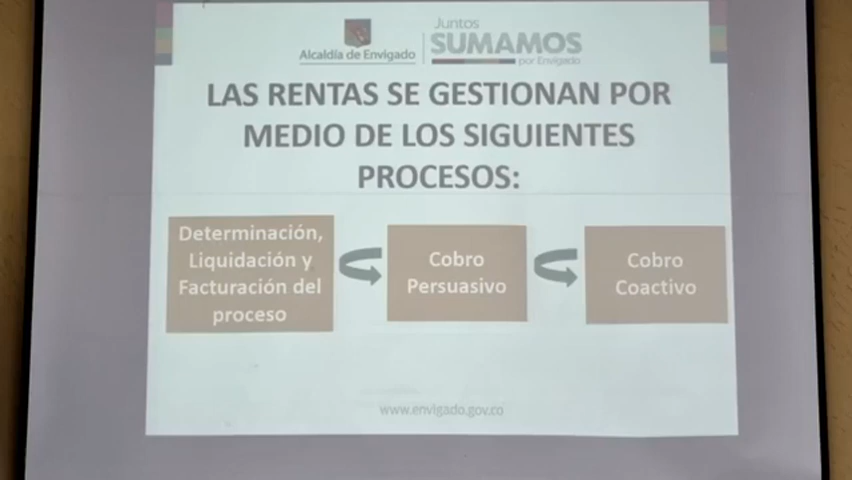 Alcaldía de Envigado
Juntos
SUMAMOS
por Envigado
LAS RENTAS SE GESTIONAN POR
MEDIO DE LOS SIGUIENTES
PROCESOS:
Determinación,
Liquidación y
Facturación del
proceso
Cobro
Persuasivo
Cobro
Coactivo
www.envigado.gov.co